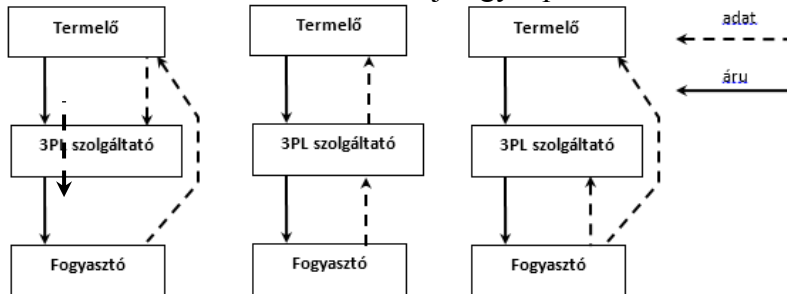 Termelő
Termelő
Termelő
adat
áru
3PL szolgáltató
3PL szolgáltató
3PL szolgáltató
Fogyasztó
Fogyasztó
Fogyasztó